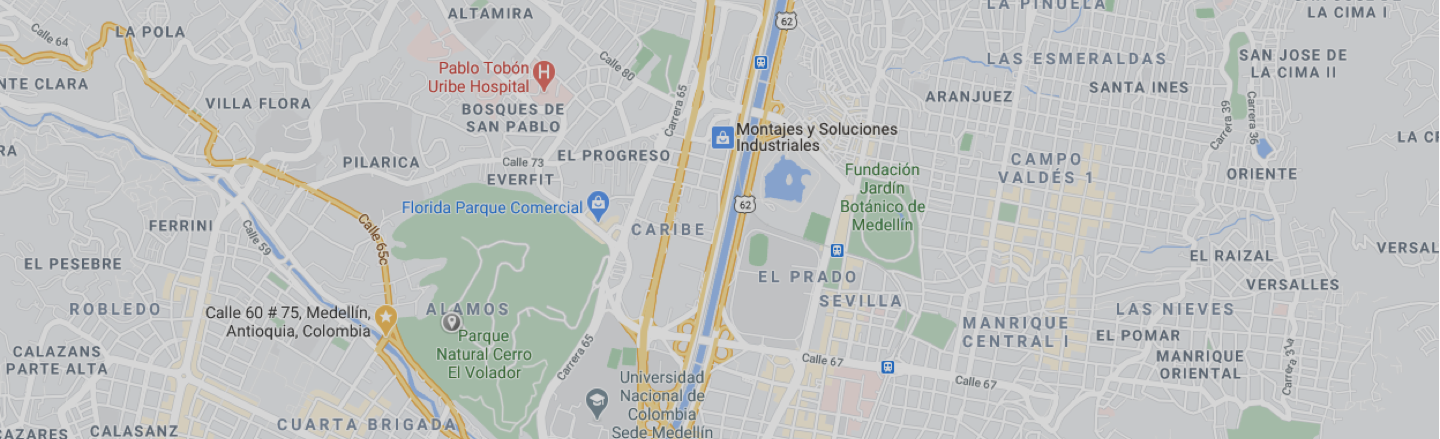 ALTAMIRA
LA PIÑUELA
LA CIMA I
Calle 64
LA POLA
62
Calle 80
LAS ESMERALDAS
SAN JOSE DE
LA CIMA II
Pablo Tobón
Uribe Hospital
NTE CLARA
VILLA FLORA
SANTA INES
ARANJUEZ
BOSQUES DE
SAN PABLO
Carrera 65
Carrera 39
Carrera 36
Montajes y Soluciones
Industriales
PILARICA
Calle 73
EL PROGRESO
EVERFIT
CAMPO
VALDÉS 1
Fundación
Jardín
Botánico de
Medellín
ORIENTE
Florida Parque Comercial
62
FERRINI
Calle 59
Calle 65c
CARIBE
VERSAL
EL RAIZAL
EL PESEBRE
EL PRADO
SEVILLA
VERSALLES
ROBLEDO
Calle 60 # 75, Medellín,
Antioquia, Colombia
ALAMOS
LAS NIEVES
MANRIQUE
CENTRAL I
EL POMAR
Parque
Natural Cerro
El Volador
CALAZANS
PARTE ALTA
Carrera 65
Calle 67
MANRIQUE
ORIENTAL
Calle 67
Universidad
Nacional de
Colombia
Sede Medellín
CUARTA BRIGADA
CALASANZ